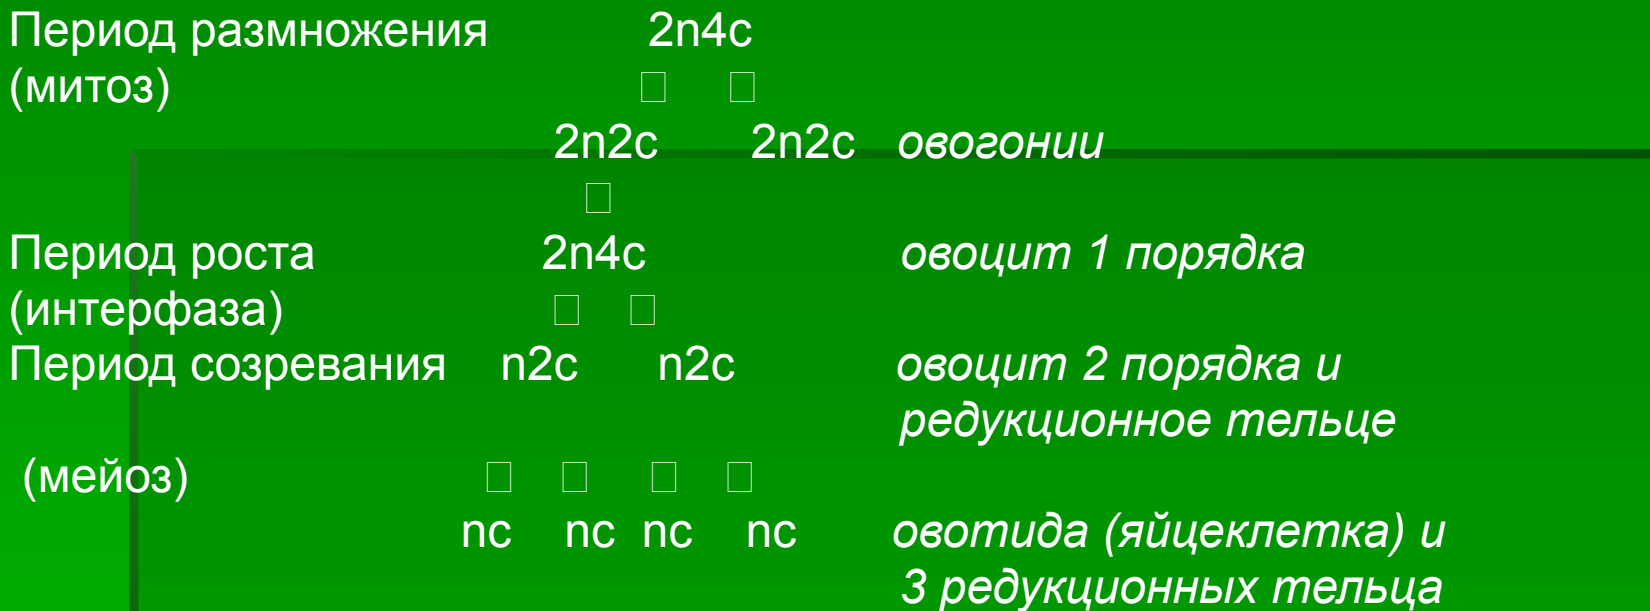 Период размножения 2n4c
(митоз) □ □
2n2c 2n2c овогонии
□
Период роста 2n4c овоцит 1 порядка
(интерфаза) □ □
Период созревания n2c n2c овоцит 2 порядка и
редукционное тельце
(мейоз) □ □ □ □
nc nc nc nc овотида (яйцеклетка) и
3 редукционных тельца